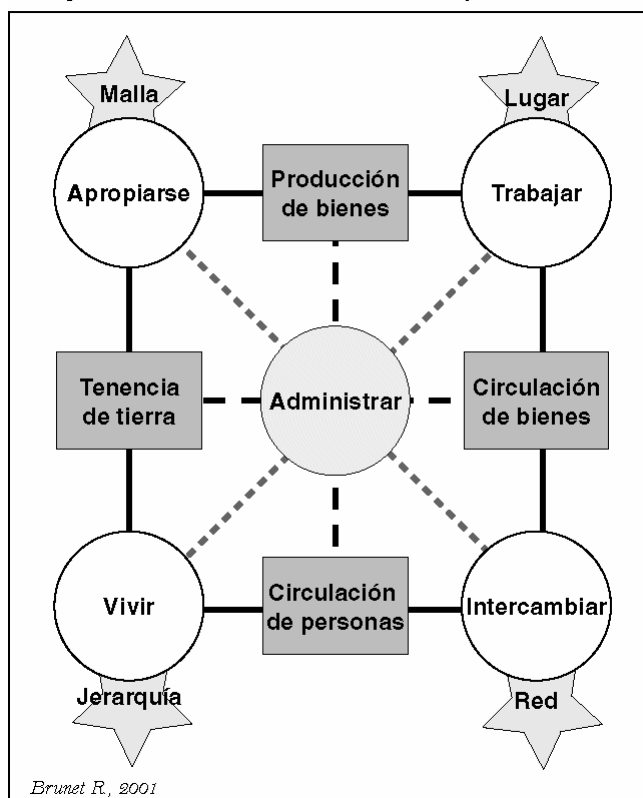 Malla
Lugar
Apropiarse
Producción
de bienes
Trabajar
Tenencia
de tierra
Administrar
Circulación
de bienes
Vivir
Circulación
de personas
Intercambiar
Jerarquía
Red
Brunet R., 2001